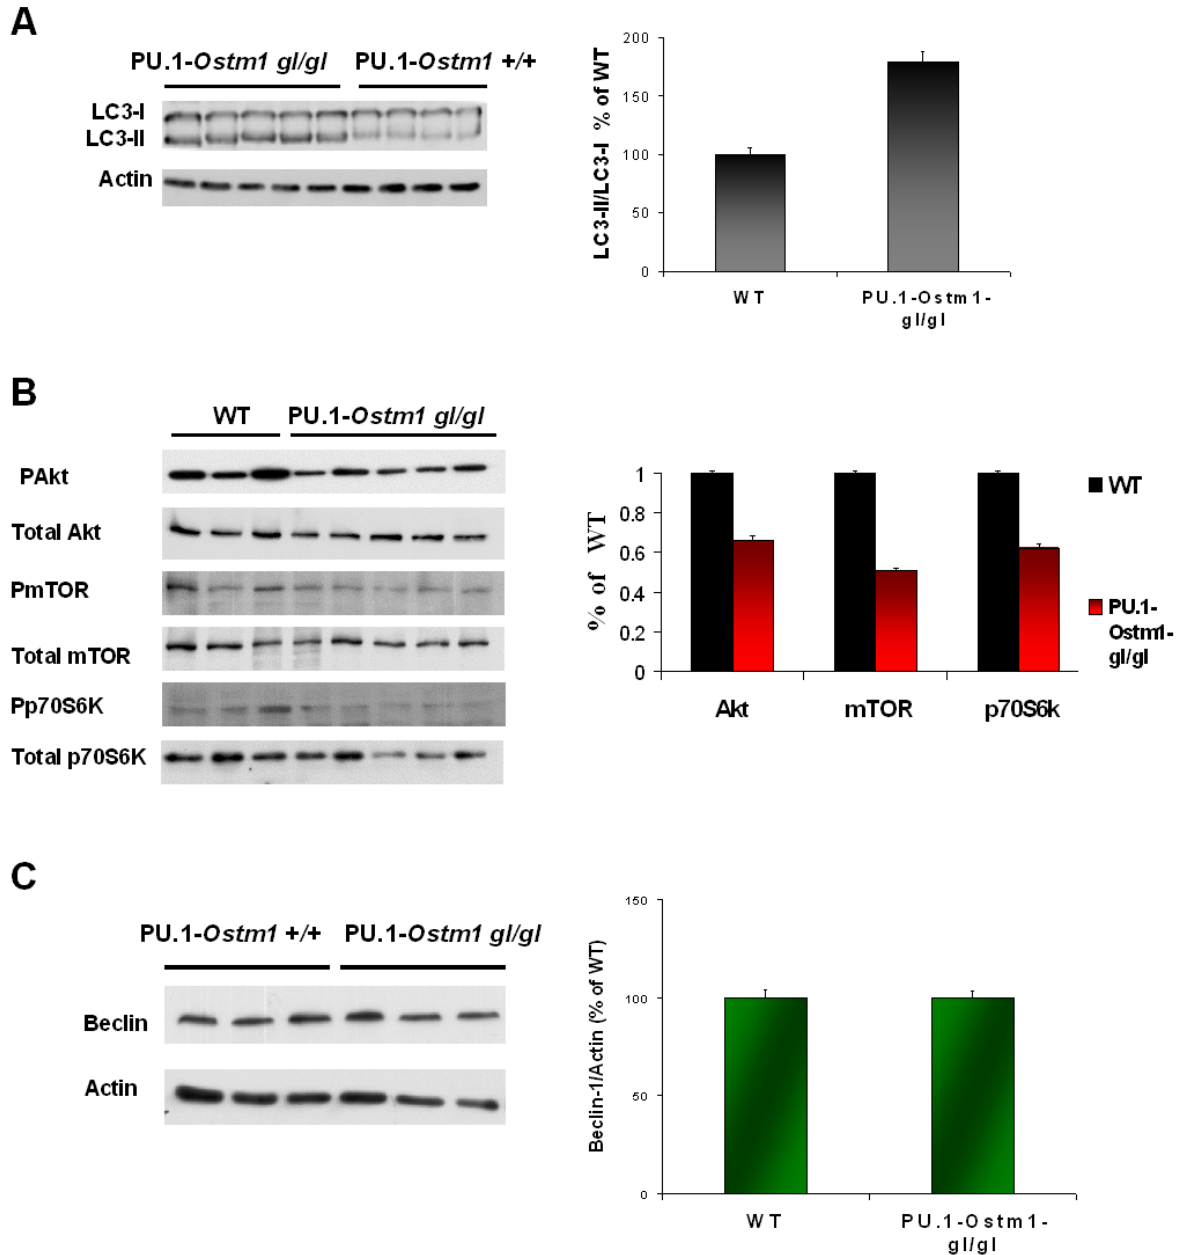 A
PU.1-Ostm1 gl/gl PU.1-Ostm1 +/+
LC3-I
LC3-II
Actin
LC3-II/LC3-I % of WT
200
150
100
50
0
WT
PU.1-Ostm1-
gl/gl
B
WT PU.1-Ostm1 gl/gl
PAkt
Total Akt
PmTOR
Total mTOR
Pp70S6K
Total p70S6K
% of WT
1
0.8
0.6
0.4
0.2
0
Akt mTOR p70S6k
WT
PU.1-
Ostm1-
gl/gl
C
PU.1-Ostm1 +/+ PU.1-Ostm1 gl/gl
Beclin
Actin
Beclin-1/Actin (% of WT)
150
100
50
0
WT
PU.1-Ostm1-
gl/gl